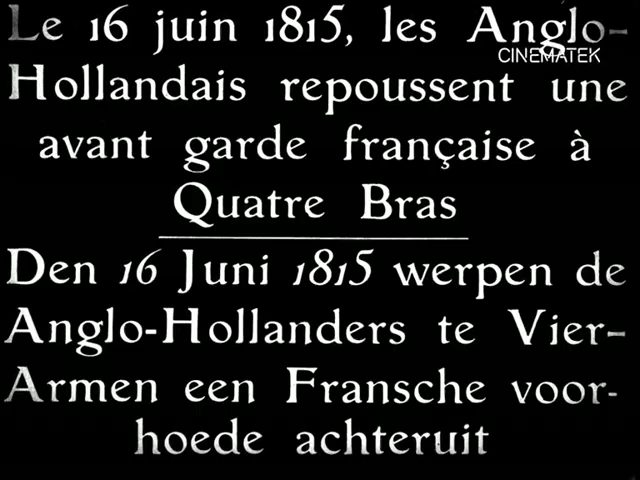 Le 16 juin 1815, les Anglo-
CINEMATEK
Hollandais repoussent une
avant garde française à
Quatre Bras
Den 16 Juni 1815 werpen de
Anglo-Hollanders te Vier-
Armen een Fransche voor-
hoede achteruit